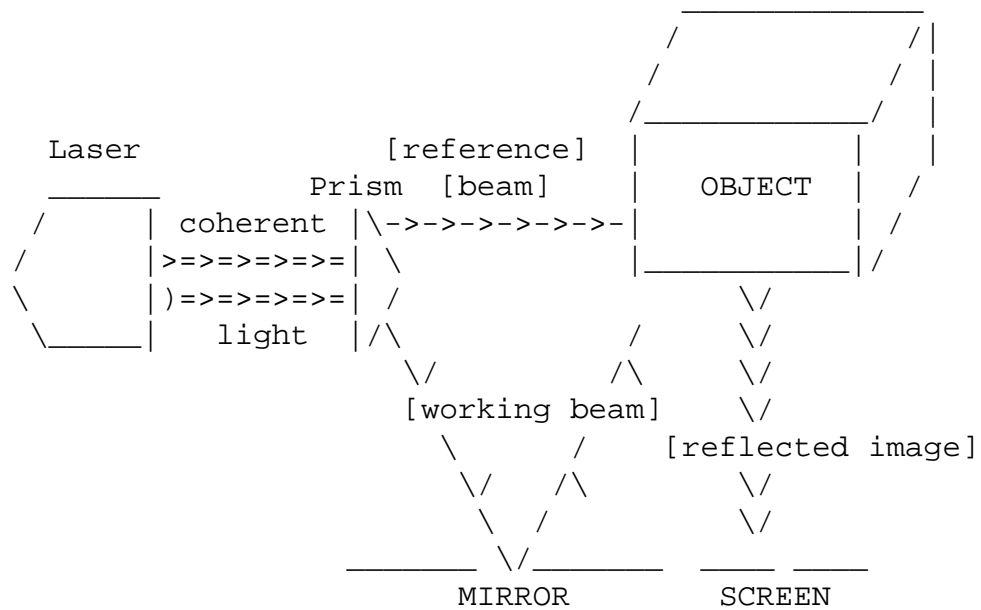 Laser [reference]
Prism [beam] OBJECT
coherent
light
[working beam]
[reflected image]
MIRROR SCREEN